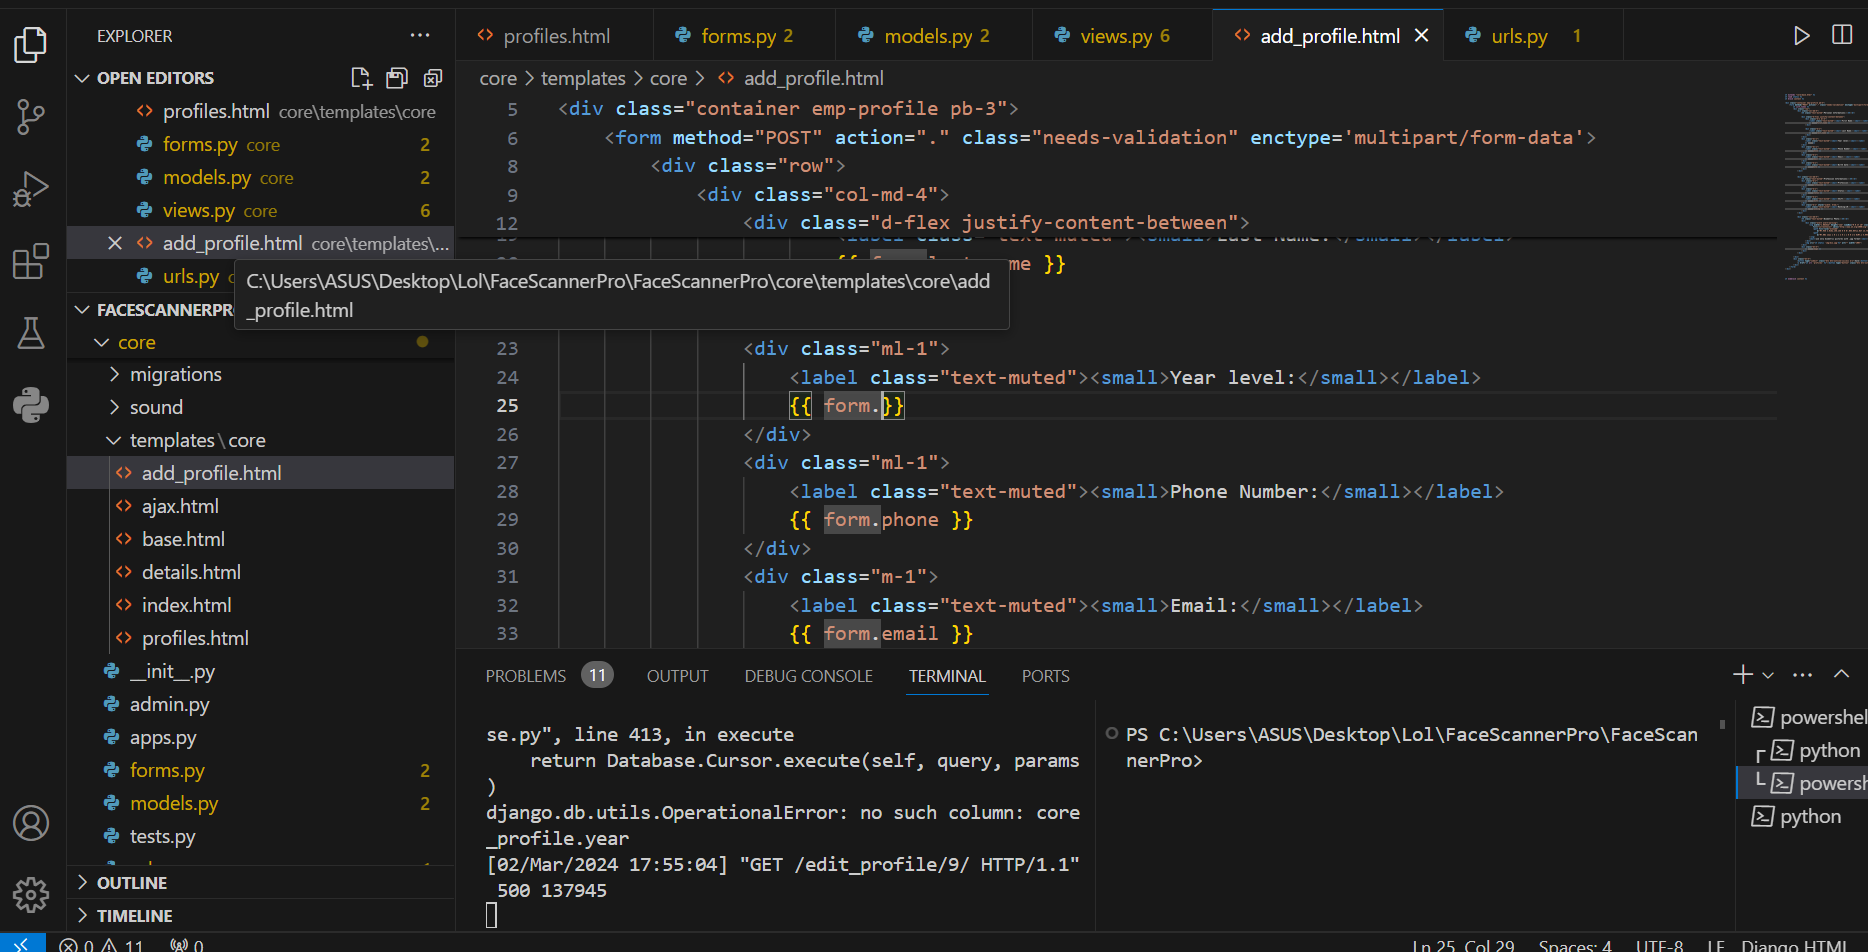 EXPLORER
OPEN EDITORS
profiles.html core\templates\core
forms.py core 2
models.py core 2
views.py core 6
add_profile.html core\templates\...
urls.py
C:\Users\ASUS\Desktop\Lol\FaceScannerPro\FaceScannerPro\core\templates\core\add
_profile.html
FACESCANNERPR
core
migrations
sound
templates\core
add_profile.html
ajax.html
base.html
details.html
index.html
profiles.html
__init__.py
admin.py
apps.py
forms.py 2
models.py 2
tests.py
OUTLINE
TIMELINE
profiles.html forms.py 2 models.py 2 views.py 6 add_profile.html urls.py 1
core > templates > core > add_profile.html
5 <div class="container emp-profile pb-3">
6 <form method="POST" action="." class="needs-validation" enctype='multipart/form-data'>
8 <div class="row">
9 <div class="col-md-4">
12 <div class="d-flex justify-content-between">
me }}
23 <div class="ml-1">
24 <label class="text-muted"><small>Year level:</small></label>
25 {{ form.}}
26 </div>
27 <div class="ml-1">
28 <label class="text-muted"><small>Phone Number:</small></label>
29 {{ form.phone }}
30 </div>
31 <div class="m-1">
32 <label class="text-muted"><small>Email:</small></label>
33 {{ form.email }}
PROBLEMS 11 OUTPUT DEBUG CONSOLE TERMINAL PORTS
se.py", line 413, in execute
return Database.Cursor.execute(self, query, params
)
django.db.utils.OperationalError: no such column: core
_profile.year
[02/Mar/2024 17:55:04] "GET /edit_profile/9/ HTTP/1.1"
500 137945
PS C:\Users\ASUS\Desktop\Lol\FaceScannerPro\FaceScan
nerPro>
powershel
python
powersh
python
0 11 0
Ln 25, Col 29 Spaces: 4 UTF-8 LF Django HTML